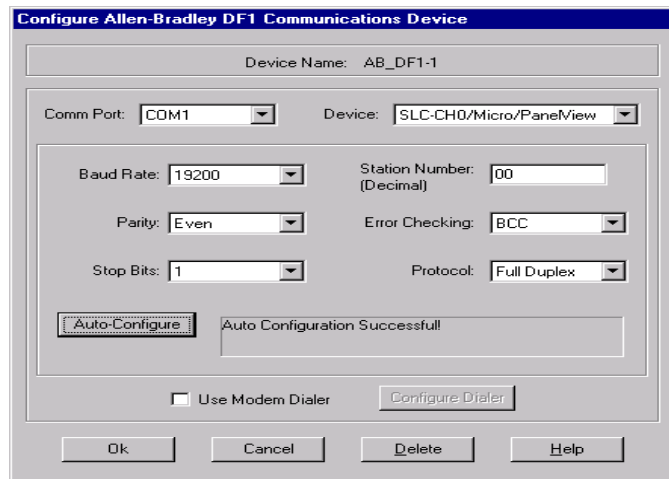 Configure Allen-Bradley DF1 Communications Device
Device Name: AB_DF1-1
Comm Port: COM1 Device: SLC-CH0/Micro/PanelView
Baud Rate: 19200 Station Number: 00
(Decimal)
Parity: Even Error Checking: BCC
Stop Bits: 1 Protocol: Full Duplex
Auto-Configure Auto Configuration Successful!
Use Modem Dialer Configure Dialer
Ok Cancel Delete Help